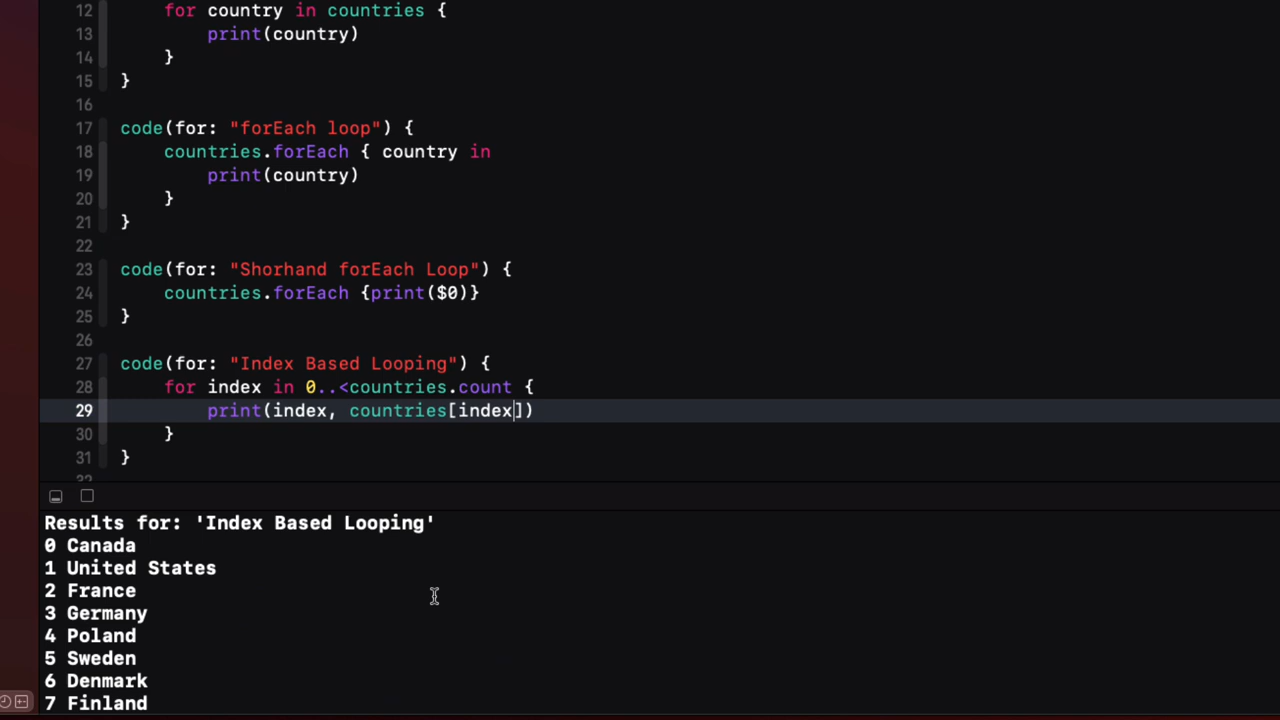 12 for country in countries {
13 print(country)
14 }
15 }
16
17 code(for: "forEach loop") {
18 countries.forEach { country in
19 print(country)
20 }
21 }
22
23 code(for: "Shorhand forEach Loop") {
24 countries.forEach {print($0)}
25 }
26
27 code(for: "Index Based Looping") {
28 for index in 0..<countries.count {
29 print(index, countries[index])
30 }
31 }
32
Results for: 'Index Based Looping'
0 Canada
1 United States
2 France
3 Germany
4 Poland
5 Sweden
6 Denmark
7 Finland